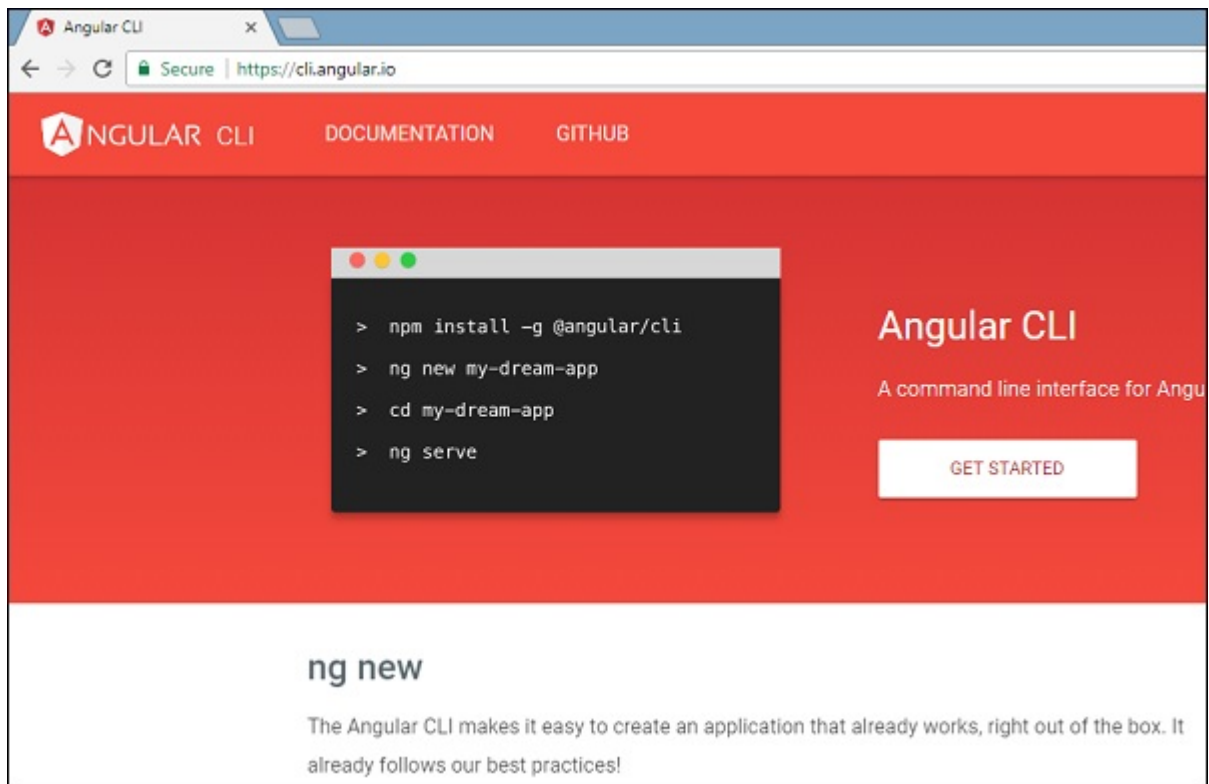 Angular CLI
Secure | https://cli.angular.io
ANGULAR CLI DOCUMENTATION GITHUB
> npm install -g @angular/cli
> ng new my-dream-app
> cd my-dream-app
> ng serve
Angular CLI
A command line interface for Angu
GET STARTED
ng new
The Angular CLI makes it easy to create an application that already works, right out of the box. It
already follows our best practices!